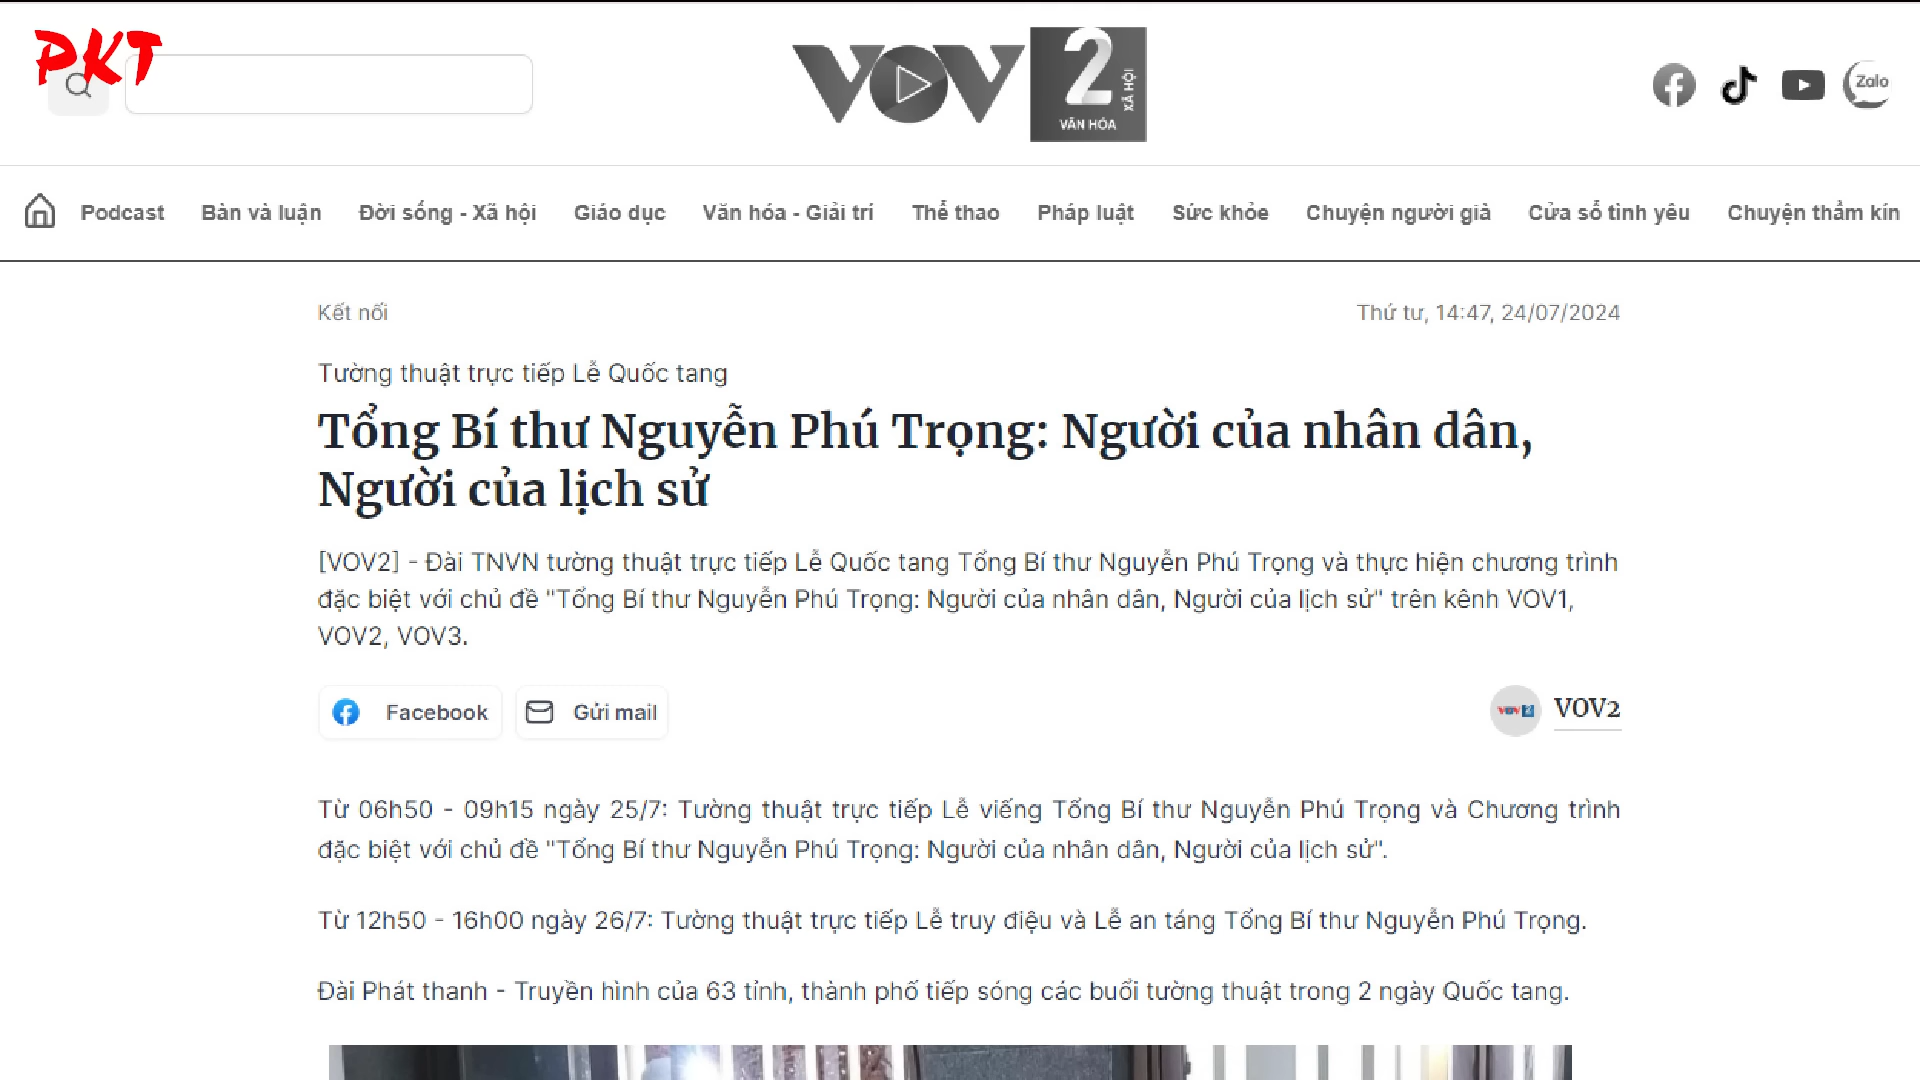 PKT
VOV 2 XÃ HỘI
VĂN HÓA
Zalo
Podcast Bàn và luận Đời sống - Xã hội Giáo dục Văn hóa - Giải trí Thể thao Pháp luật Sức khỏe Chuyện người già Cửa sổ tình yêu Chuyện thầm kín
Kết nối Thứ tư, 14:47, 24/07/2024
Tường thuật trực tiếp Lễ Quốc tang
Tổng Bí thư Nguyễn Phú Trọng: Người của nhân dân,
Người của lịch sử
[VOV2] - Đài TNVN tường thuật trực tiếp Lễ Quốc tang Tổng Bí thư Nguyễn Phú Trọng và thực hiện chương trình
đặc biệt với chủ đề "Tổng Bí thư Nguyễn Phú Trọng: Người của nhân dân, Người của lịch sử" trên kênh VOV1,
VOV2, VOV3.
Facebook Gửi mail VOV2 VOV2
Từ 06h50 - 09h15 ngày 25/7: Tường thuật trực tiếp Lễ viếng Tổng Bí thư Nguyễn Phú Trọng và Chương trình
đặc biệt với chủ đề "Tổng Bí thư Nguyễn Phú Trọng: Người của nhân dân, Người của lịch sử".
Từ 12h50 - 16h00 ngày 26/7: Tường thuật trực tiếp Lễ truy điệu và Lễ an táng Tổng Bí thư Nguyễn Phú Trọng.
Đài Phát thanh - Truyền hình của 63 tỉnh, thành phố tiếp sóng các buổi tường thuật trong 2 ngày Quốc tang.